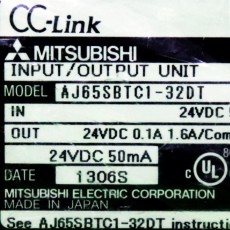 CC-Link
MITSUBISHI
INPUT/OUTPUT UNIT
MODEL AJ65SBTC1-32DT
IN 24VDC
OUT 24VDC 0.1A 1.6A/Com
24VDC 50mA
DATE 1306S
C UL
MITSUBISHI ELECTRIC CORPORATION
MADE IN JAPAN
See AJ65SBTC1-32DT instructi